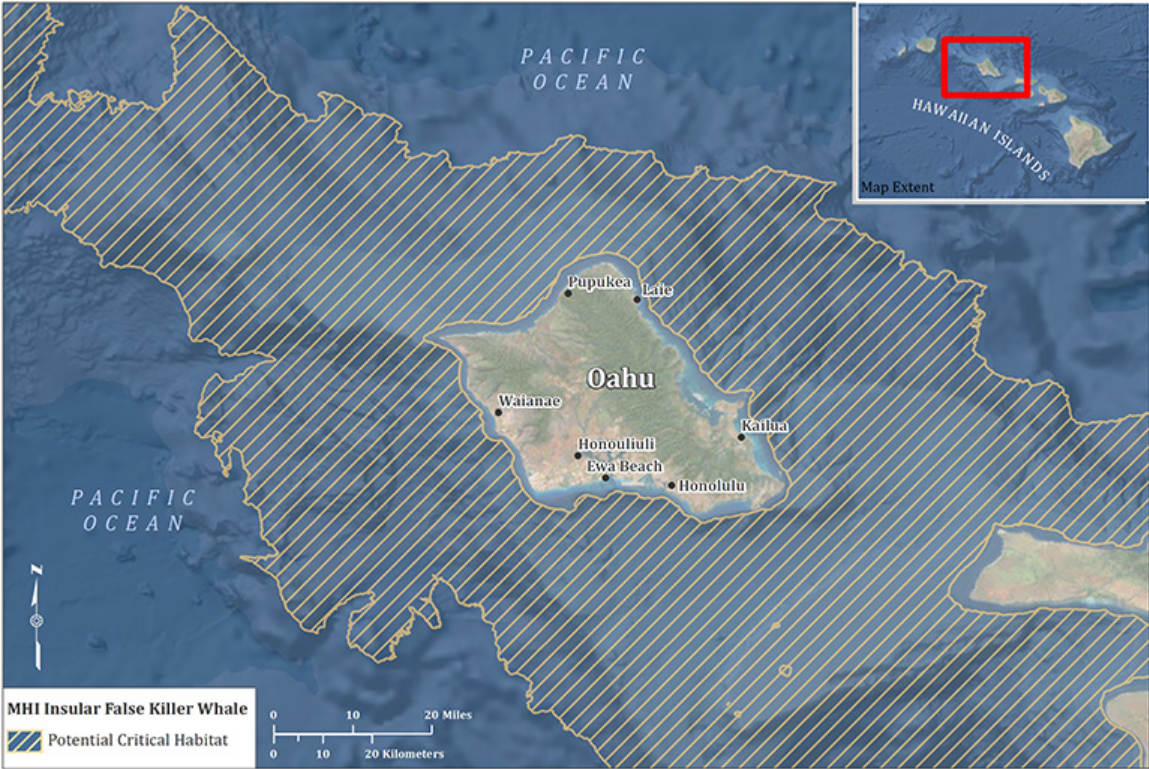 PACIFIC
OCEAN
HAWAIIAN ISLANDS
Map Extent
Pupukea
Laie
Oahu
Waianae
Kailua
Honouliuli
Ewa Beach
Honolulu
PACIFIC
OCEAN
N
MHI Insular False Killer Whale
Potential Critical Habitat
0 10 20 Miles
0 10 20 Kilometers